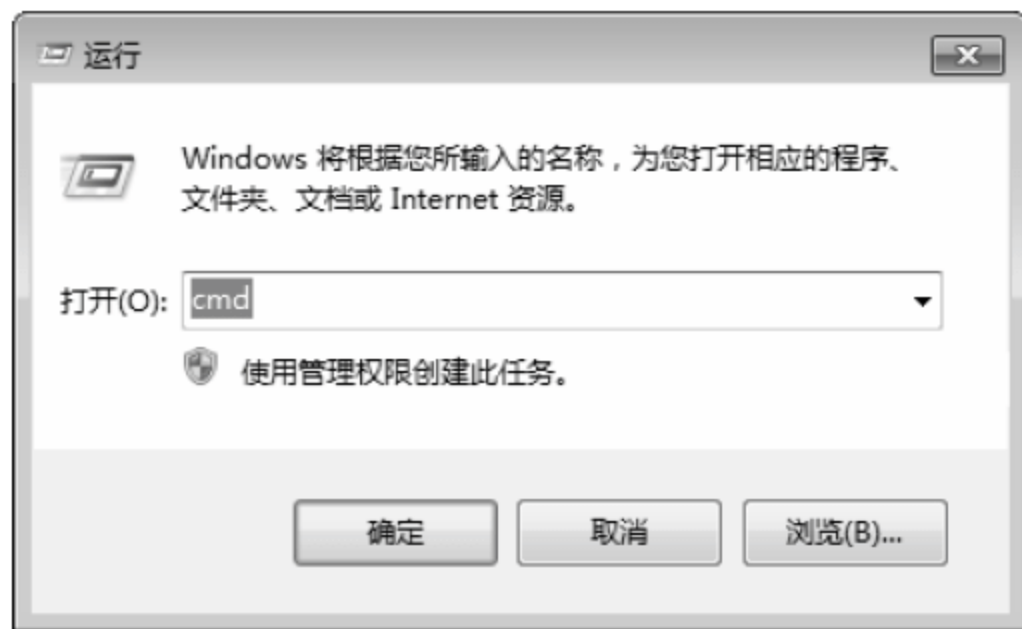 运行
Windows 将根据您所输入的名称，为您打开相应的程序、
文件夹、文档或 Internet 资源。
打开(O): cmd
使用管理权限创建此任务。
确定 取消 浏览(B)...